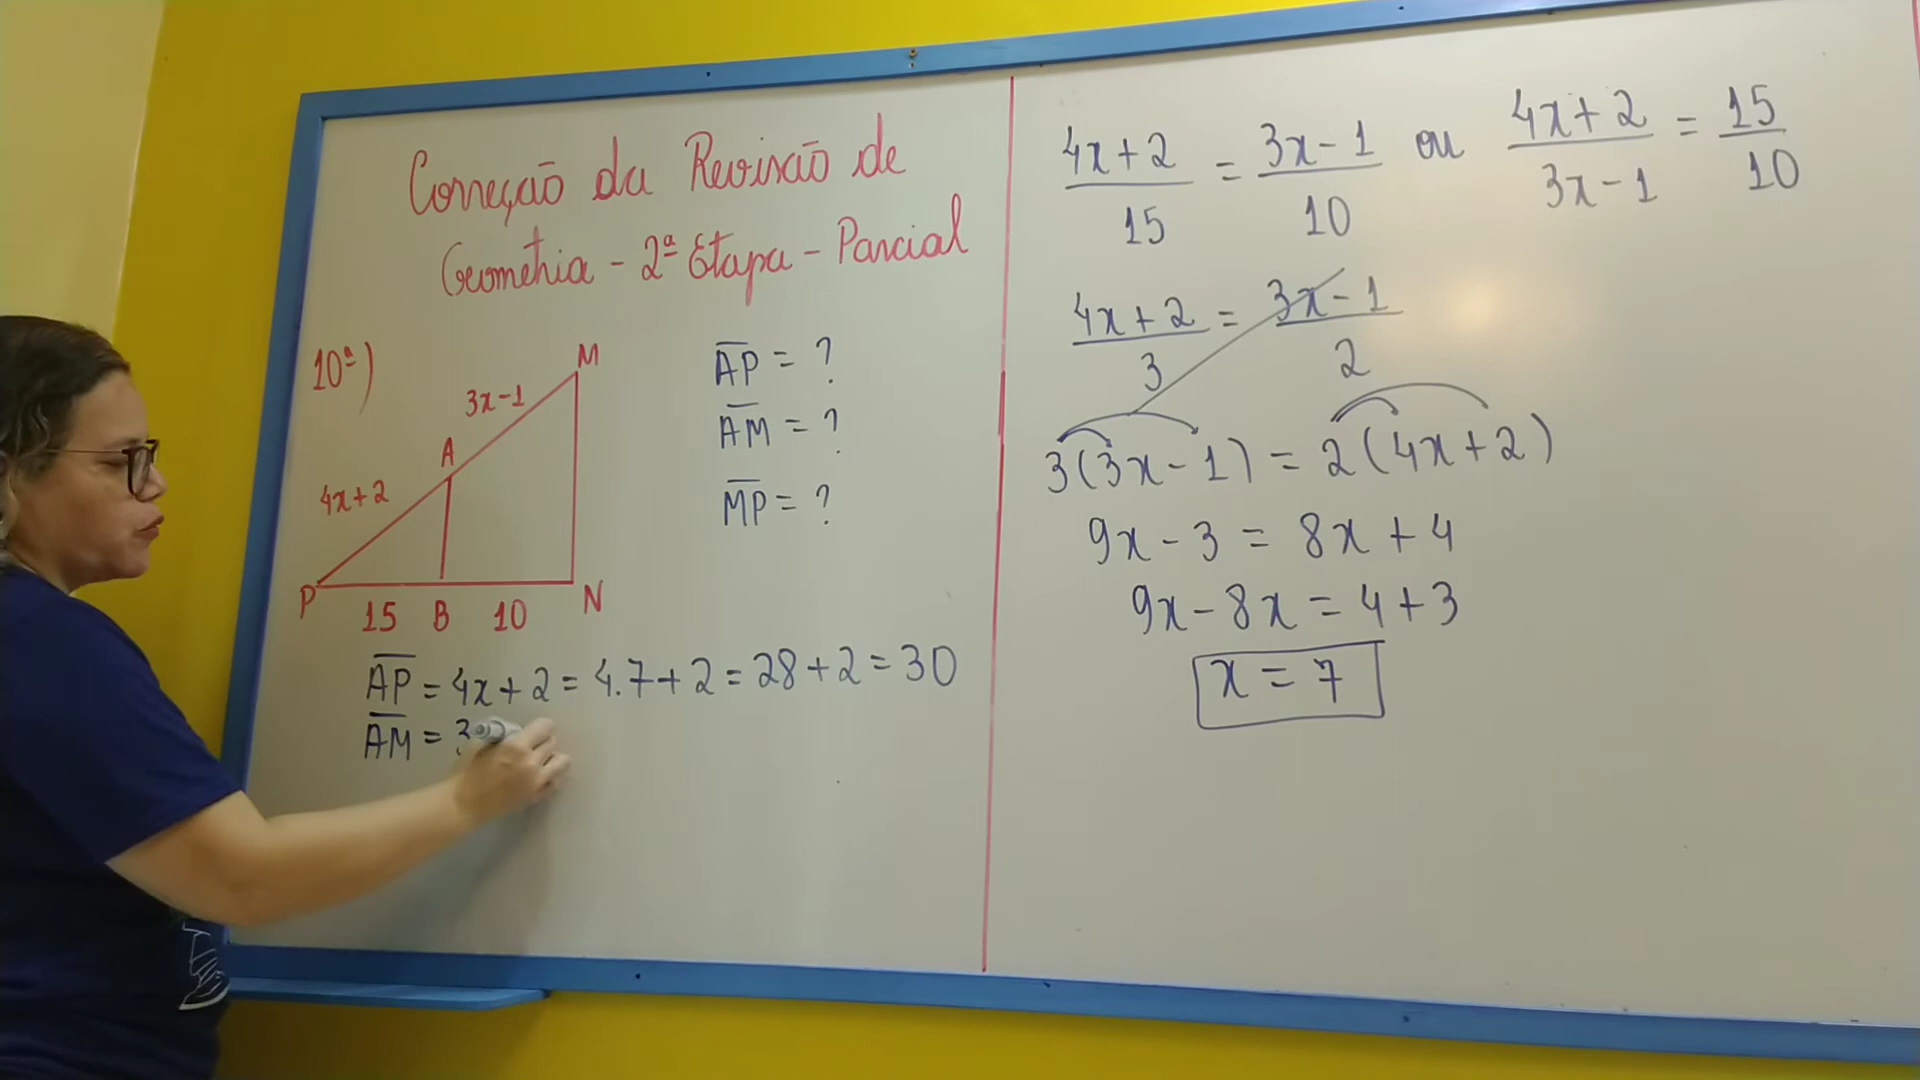 Correção da Revisão de
Geometria - 2ª Etapa - Parcial
10ª)
M
3x-1
A
4x+2
P
15
B
10
N
AP = ?
AM = ?
MP = ?
AP = 4x+2 = 4.7+2 = 28+2 = 30
AM = 3
4x+2/15 = 3x-1/10 ou 4x+2/3x-1 = 15/10
4x+2/3 = 3x-1/2
3(3x-1) = 2(4x+2)
9x-3 = 8x+4
9x-8x = 4+3
x = 7